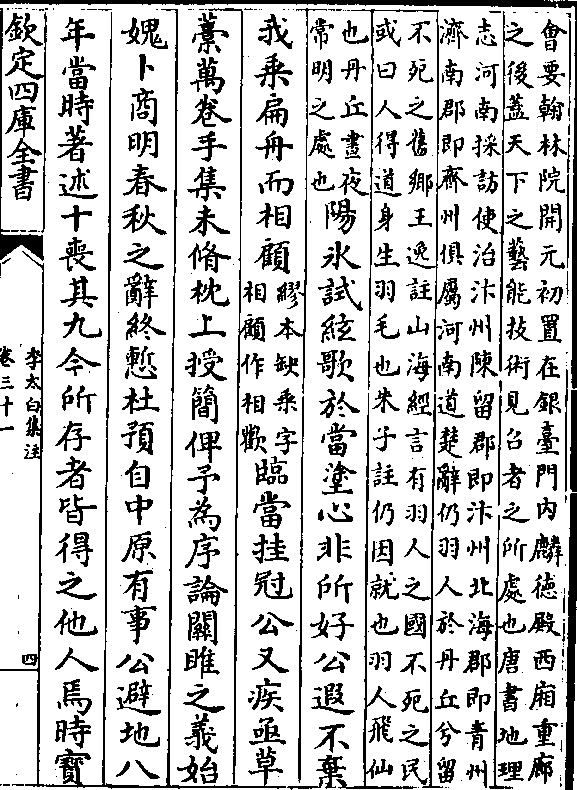 會要翰林院開元初置在銀臺門內麟德殿西廂重廊
之後蓋天下之藝能技術見召者之所處也唐書地理
志河南採訪使治汴州陳留郡即汴州北海郡即青州
濟南郡即齊州俱屬河南道楚辭仍羽人於丹丘兮留
不死之舊鄉王逸註山海經言有羽人之國不死之民
或曰人得道身生羽毛也朱子註仍因就也羽人飛仙
也丹丘晝夜
常明之處也
陽氷試絃歌於當塗心非所好公遐不棄
我乗扁舟而相顧
繆本缺乗字
相顧作相歡
臨當挂冠公又疾亟草
藁萬卷手集未脩枕上授簡俾予為序論關雎之義始
媿卜商明春秋之辭終慙杜預自中原有事公避地八
年當時著述十喪其九今所存者皆得之他人焉時寶
欽定四庫全書
李太白集注
卷三十一
四